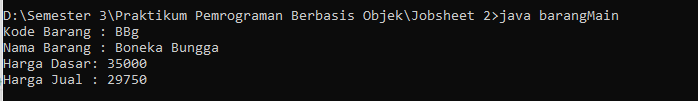 D:\Semester 3\Praktikum Pemrograman Berbasis Objek\Jobsheet 2>java barangMain
Kode Barang : BBg
Nama Barang : Boneka Bungga
Harga Dasar: 35000
Harga Jual : 29750